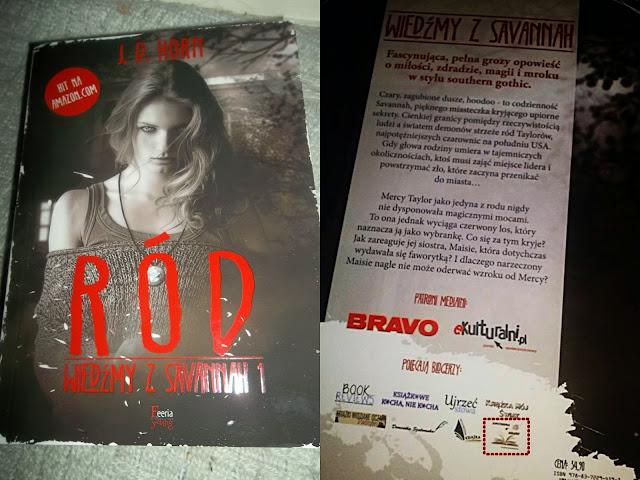 J. D. HORN
HIT NA
AMAZON.COM
RÓD
WIEDŹMY Z SAVANNAH 1
Feeria
young
WIEDŹMY Z SAVANNAH
Fascynująca, pełna grozy opowieść
o miłości, zdradzie, magii i mroku
w stylu southern gothic.
Czary, zagubione dusze, hoodoo - to codzienność
Savannah, pięknego miasteczka kryjącego upiorne
sekrety. Cienkiej granicy pomiędzy rzeczywistością
ludzi a światem demonów strzeże ród Taylorów,
najpotężniejszych czarownic na południu USA.
Gdy głowa rodziny umiera w tajemniczych
okolicznościach, ktoś musi zająć miejsce lidera i
powstrzymać zło, które zaczyna przenikać
do miasta...
Mercy Taylor jako jedyna z rodu nigdy
nie dysponowała magicznymi mocami.
To ona jednak wyciąga czerwony los, który
naznacza ją jako wybrankę. Co się za tym kryje?
Jak zareaguje jej siostra, Maisie, która dotychczas
wydawała się faworytką? I dlaczego narzeczony
Maisie nagle nie może oderwać wzroku od Mercy?
PATRONI MEDIALNI:
BRAVO
eKulturalni.pl
POLECAJĄ BLOGERZY:
BOOK
REVIEWS
KSIĄŻKOWE
KOCHA, NIE KOCHA
Ujrzeć
słowa
CENA: 34,90